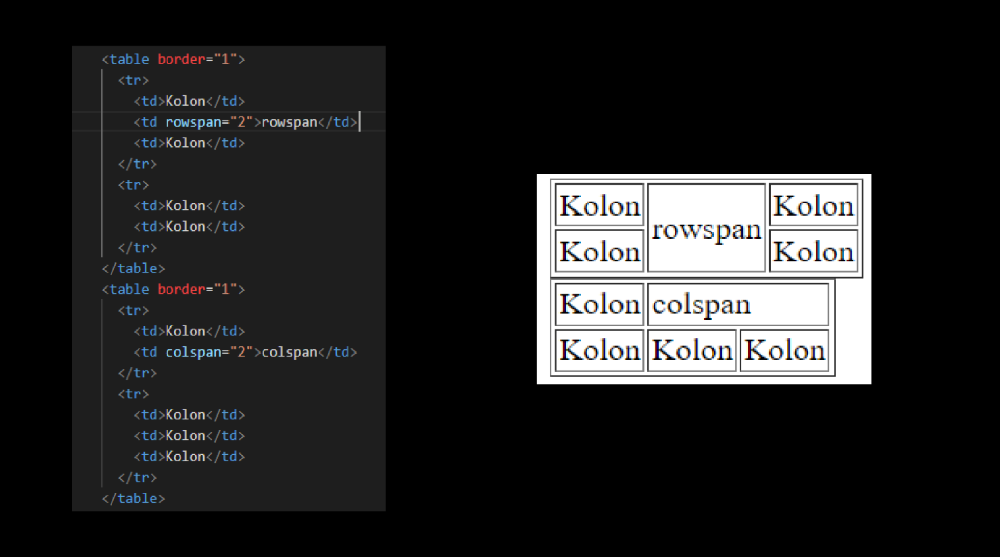 <table border="1">
<tr>
<td>Kolon</td>
<td rowspan="2">rowspan</td>
<td>Kolon</td>
</tr>
<tr>
<td>Kolon</td>
<td>Kolon</td>
</tr>
</table>
<table border="1">
<tr>
<td>Kolon</td>
<td colspan="2">colspan</td>
</tr>
<tr>
<td>Kolon</td>
<td>Kolon</td>
<td>Kolon</td>
</tr>
</table>
Kolon rowspan Kolon
Kolon Kolon
Kolon colspan
Kolon Kolon Kolon